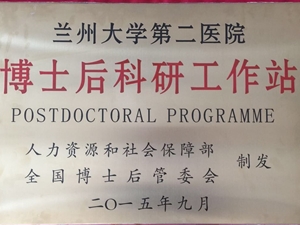 兰州大学第二医院
博士后科研工作站
POSTDOCTORAL PROGRAMME
人力资源和社会保障部
全国博士后管委会
制发
二〇一五年九月